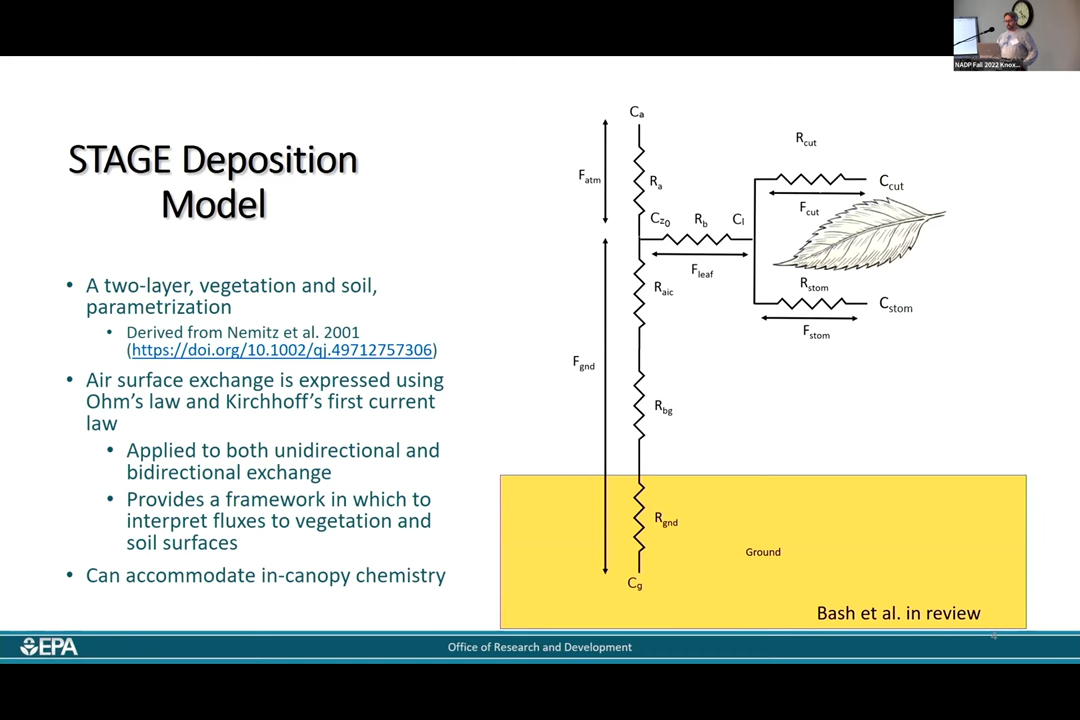 NADP Fall 2022 Knox...
STAGE Deposition
Model
• A two-layer, vegetation and soil,
parametrization
• Derived from Nemitz et al. 2001
(https://doi.org/10.1002/qj.49712757306)
• Air surface exchange is expressed using
Ohm's law and Kirchhoff's first current
law
• Applied to both unidirectional and
bidirectional exchange
• Provides a framework in which to
interpret fluxes to vegetation and
soil surfaces
• Can accommodate in-canopy chemistry
Ca
Rcut
Fatm
Ra
Ccut
Fcut
Cz0
Rb
Cl
Fleaf
Raic
Rstom
Cstom
Fstom
Fgnd
Rbg
Rgnd
Ground
Cg
Bash et al. in review
4
EPA
Office of Research and Development